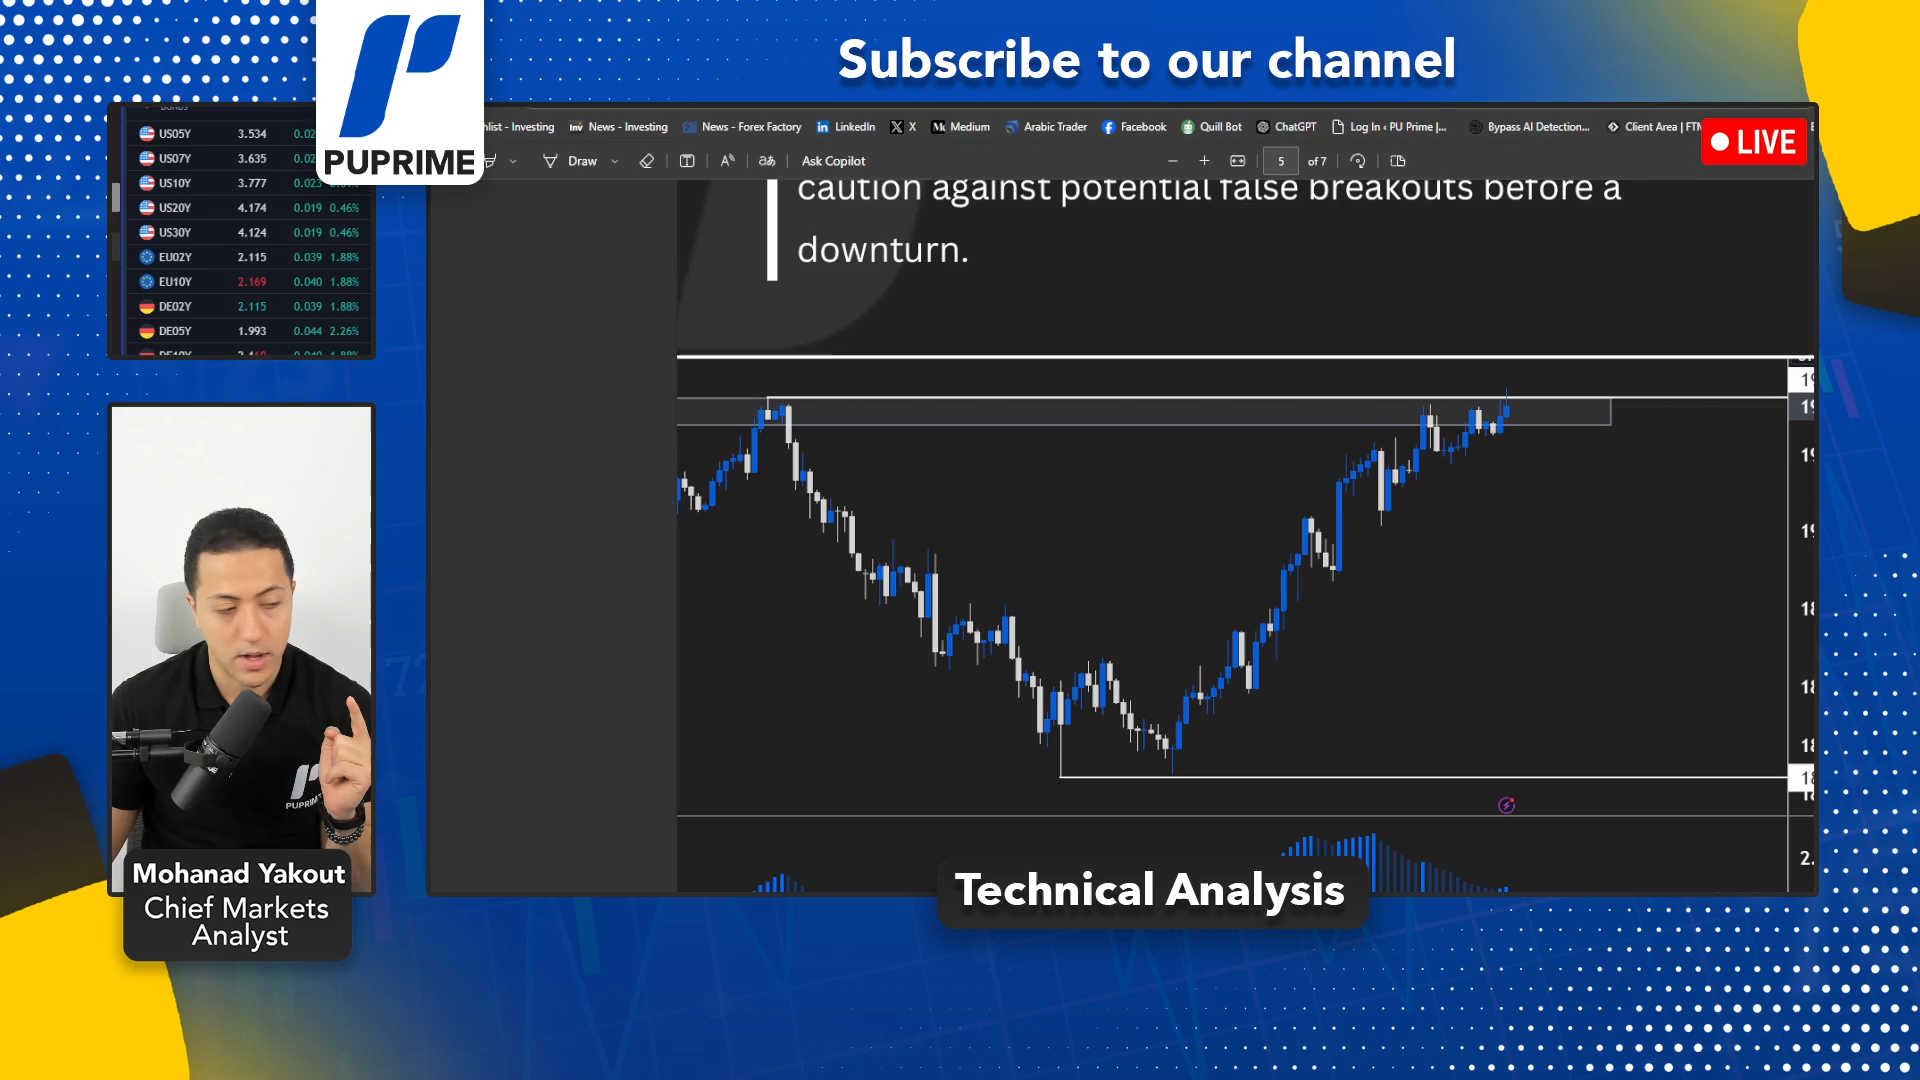 Subscribe to our channel
PUPRIME
LIVE
US05Y 3.534
US07Y 3.635
US10Y 3.777 0.023
US20Y 4.174 0.019 0.46%
US30Y 4.124 0.019 0.46%
EU02Y 2.115 0.039 1.88%
EU10Y 2.169 0.040 1.88%
DE02Y 2.115 0.039 1.88%
DE05Y 1.993 0.044 2.26%
hlist - Investing News - Investing News - Forex Factory LinkedIn X Medium Arabic Trader Facebook Quill Bot ChatGPT Log In ‹ PU Prime |... Bypass AI Detection... Client Area | FTM
Draw Ask Copilot 5 of 7
caution against potential false breakouts before a
downturn.
PUPRIME
Mohanad Yakout
Chief Markets
Analyst
Technical Analysis